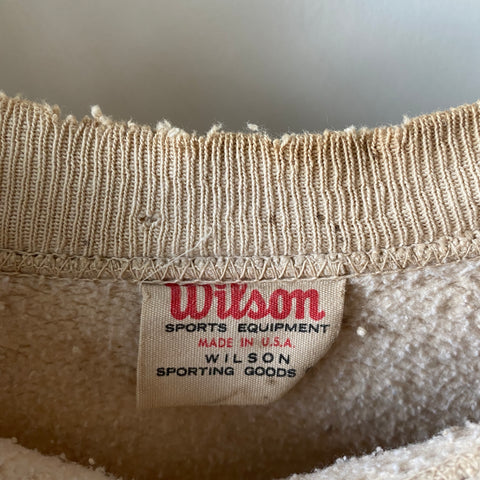 Wilson
SPORTS EQUIPMENT
MADE IN U.S.A.
WILSON
SPORTING GOODS